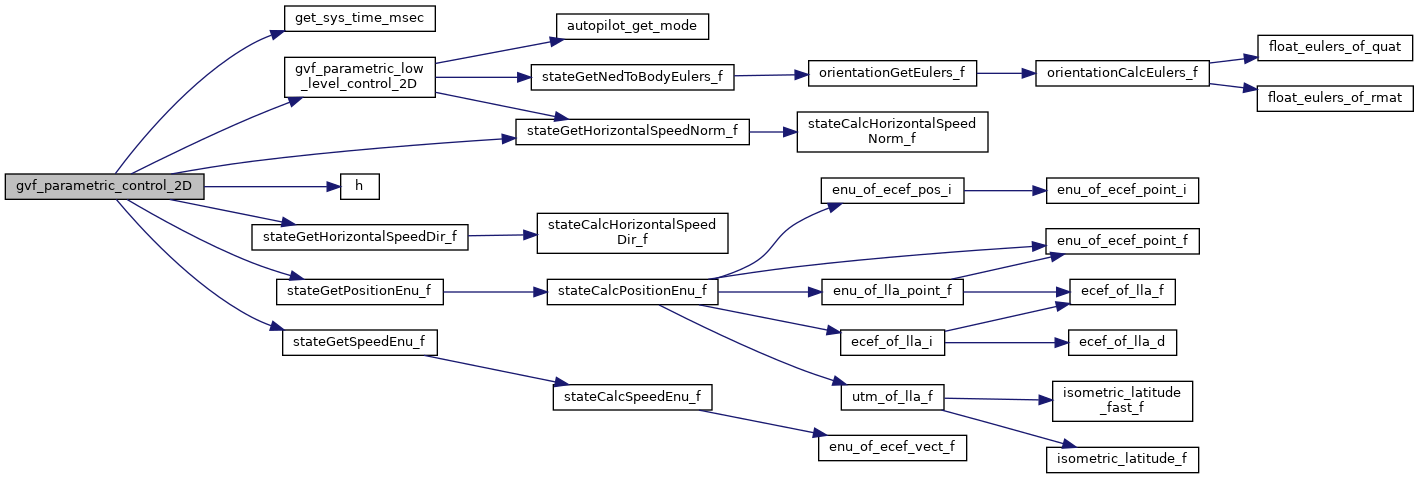 get_sys_time_msec
autopilot_get_mode
gvf_parametric_low
_level_control_2D
stateGetNedToBodyEulers_f
orientationGetEulers_f
orientationCalcEulers_f
float_eulers_of_quat
float_eulers_of_rmat
stateGetHorizontalSpeedNorm_f
stateCalcHorizontalSpeed
Norm_f
gvf_parametric_control_2D
h
stateGetHorizontalSpeedDir_f
stateCalcHorizontalSpeed
Dir_f
enu_of_ecef_pos_i
enu_of_ecef_point_i
enu_of_ecef_point_f
stateGetPositionEnu_f
stateCalcPositionEnu_f
enu_of_lla_point_f
ecef_of_lla_f
stateGetSpeedEnu_f
ecef_of_lla_i
ecef_of_lla_d
stateCalcSpeedEnu_f
utm_of_lla_f
isometric_latitude
_fast_f
enu_of_ecef_vect_f
isometric_latitude_f